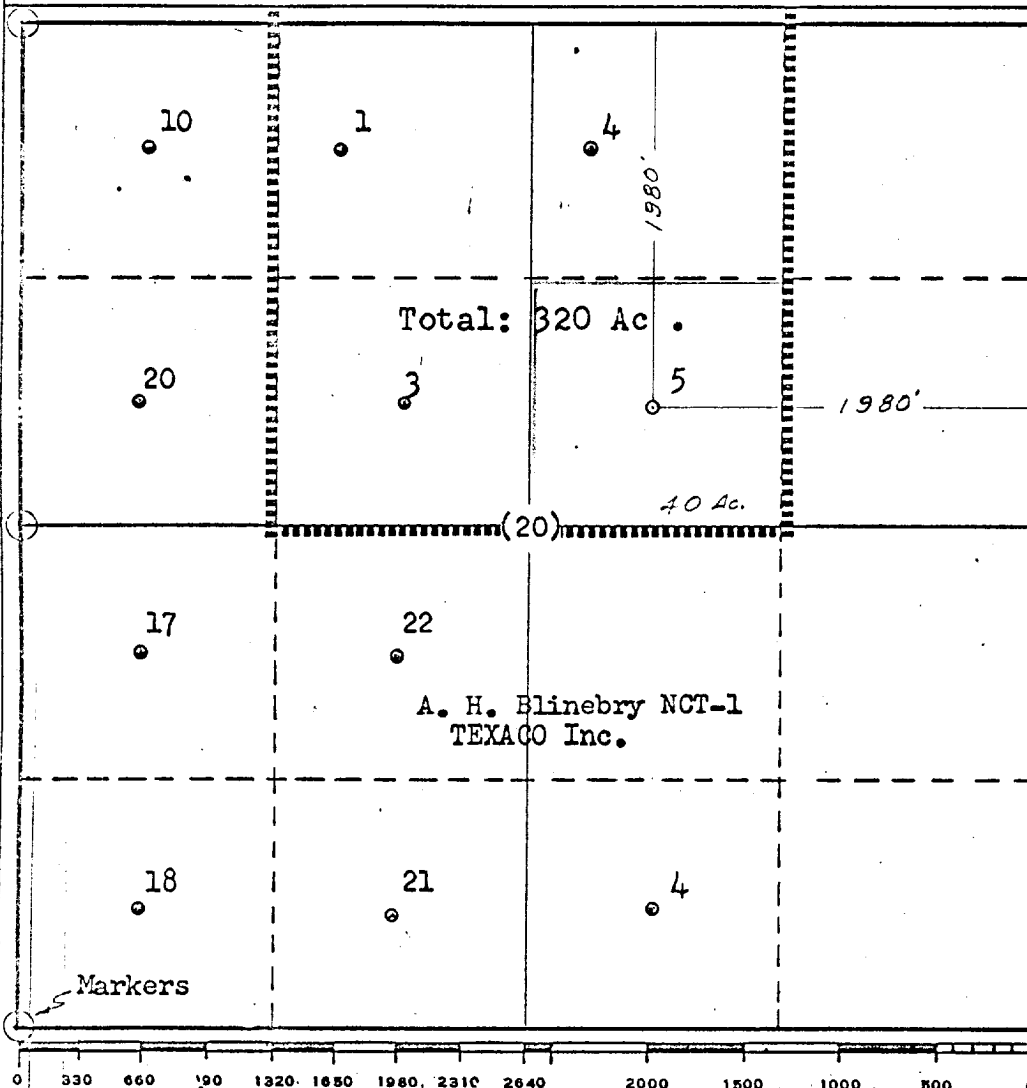 10 1 4
1980'
Total: 320 Ac.
20 3 5
1980'
40 Ac.
(20)
17 22
A. H. Blinebry NCT-1
TEXACO Inc.
18 21 4
Markers
0 330 660 990 1320 1650 1980 2310 2640 2000 1500 1000 500